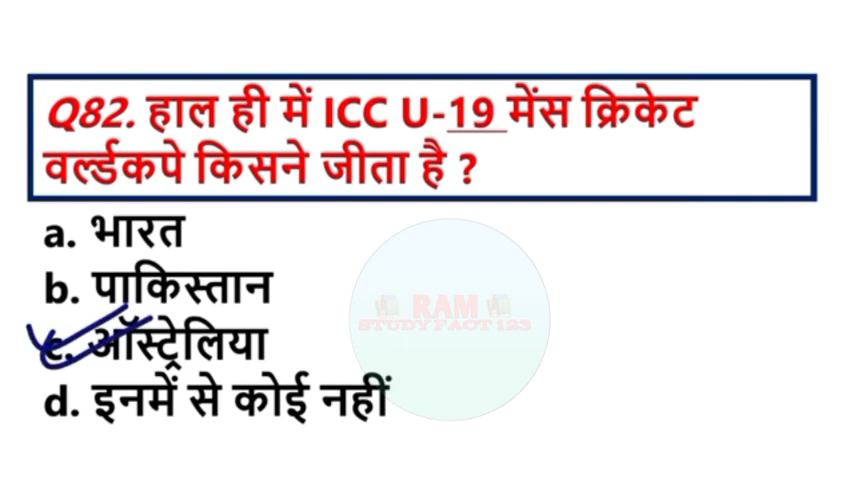 Q82. हाल ही में ICC U-19 मेंस क्रिकेट
वर्ल्डकपे किसने जीता है ?
a. भारत
b. पाकिस्तान
c. ऑस्ट्रेलिया
d. इनमें से कोई नहीं
RAM
STUDY FACT 123